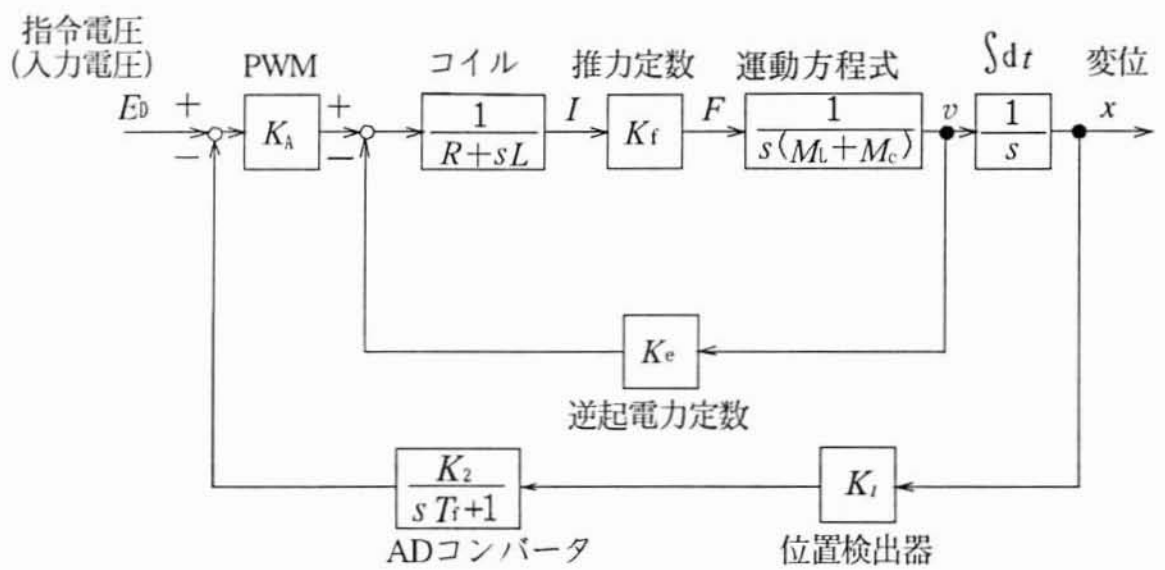 指令電圧
(入力電圧)
PWM
コイル
推力定数
運動方程式
∫dt
変位
E_D
+
−
K_A
+
−
1
R+sL
I
K_f
F
1
s(M_L+M_c)
v
1
s
x
K_e
逆起電力定数
K_2
s T_f+1
ADコンバータ
K_t
位置検出器